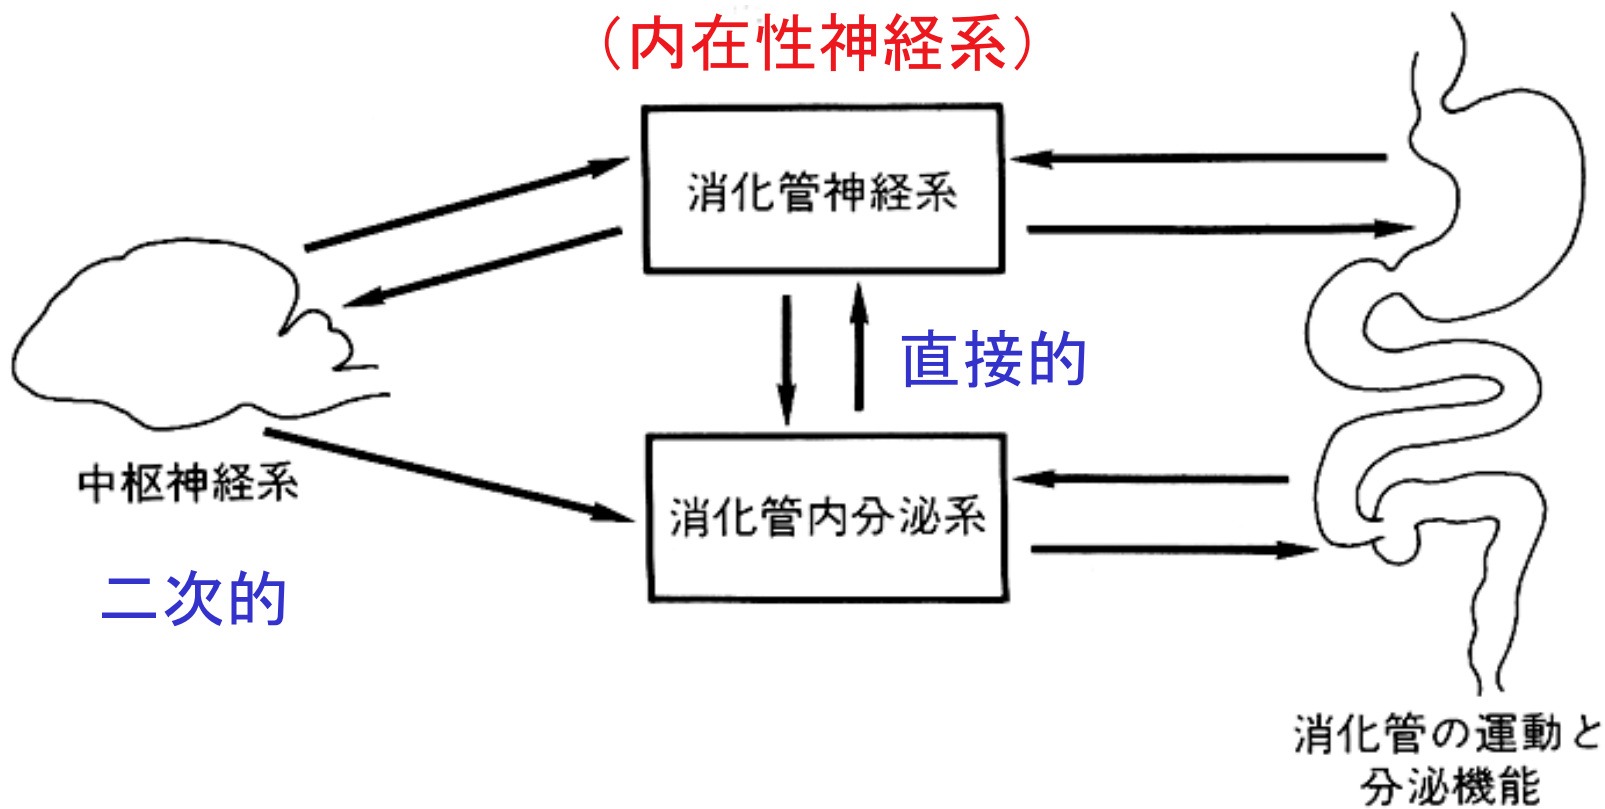 （内在性神経系）
消化管神経系
直接的
中枢神経系
消化管内分泌系
二次的
消化管の運動と
分泌機能